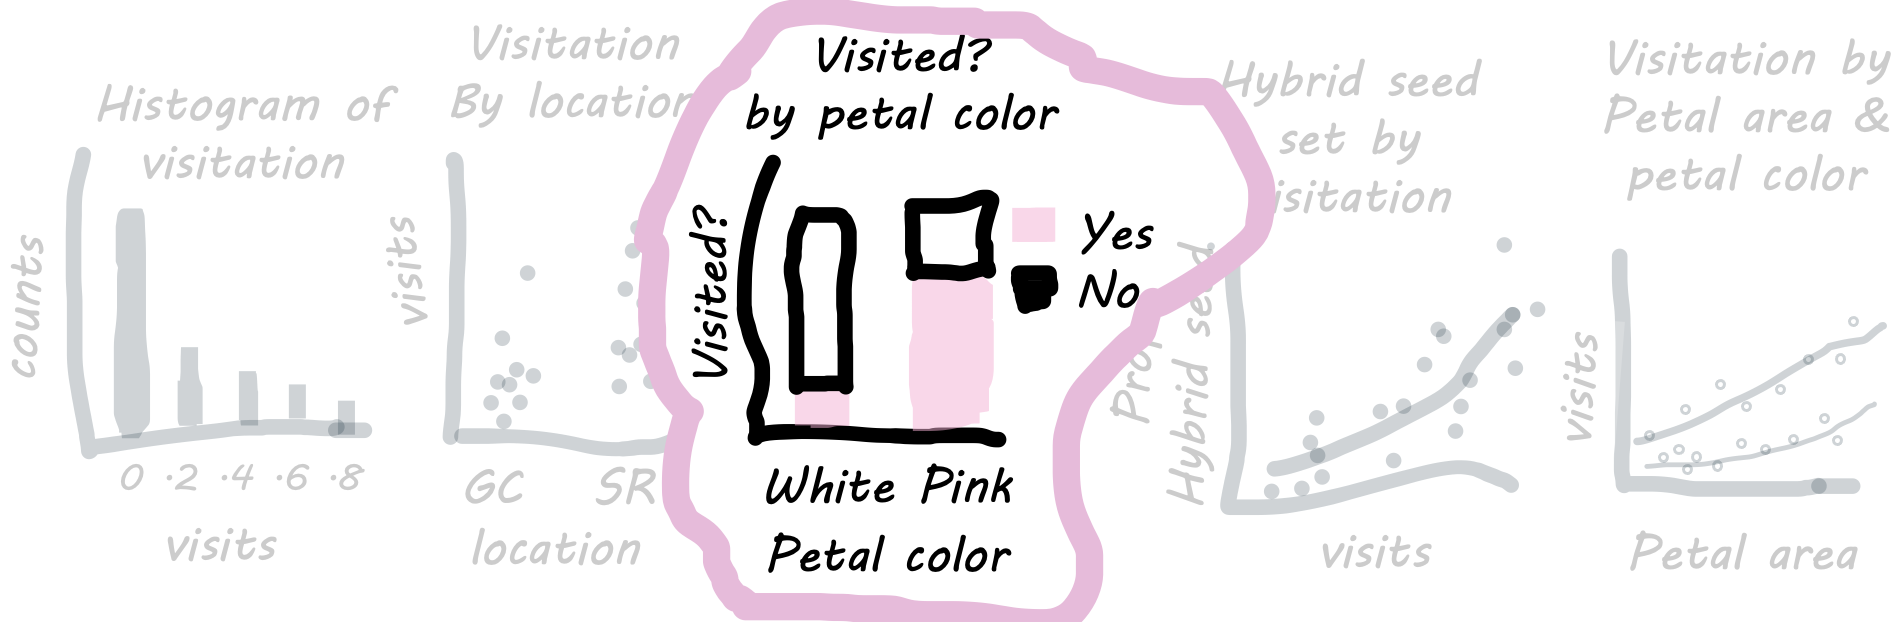 Histogram of
visitation
counts
0 .2 .4 .6 .8
visits
Visitation
By location
visits
GC SR
location
Visited?
by petal color
Visited?
Yes
No
White Pink
Petal color
Hybrid seed
set by
isitation
Hybrid seed
visits
Visitation by
Petal area &
petal color
visits
Petal area